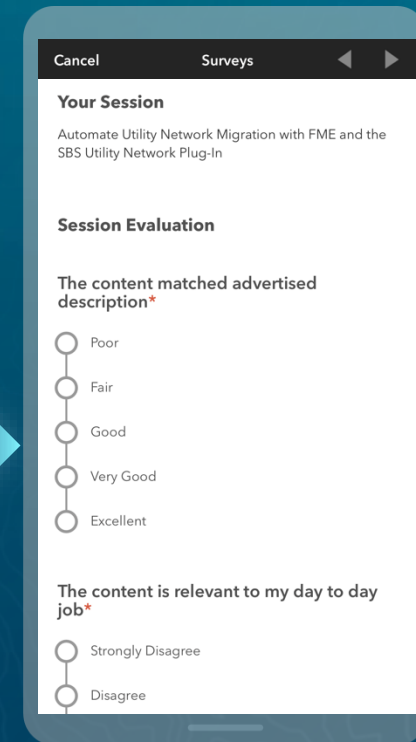 Cancel Surveys
Your Session
Automate Utility Network Migration with FME and the
SBS Utility Network Plug-In
Session Evaluation
The content matched advertised
description*
Poor
Fair
Good
Very Good
Excellent
The content is relevant to my day to day
job*
Strongly Disagree
Disagree